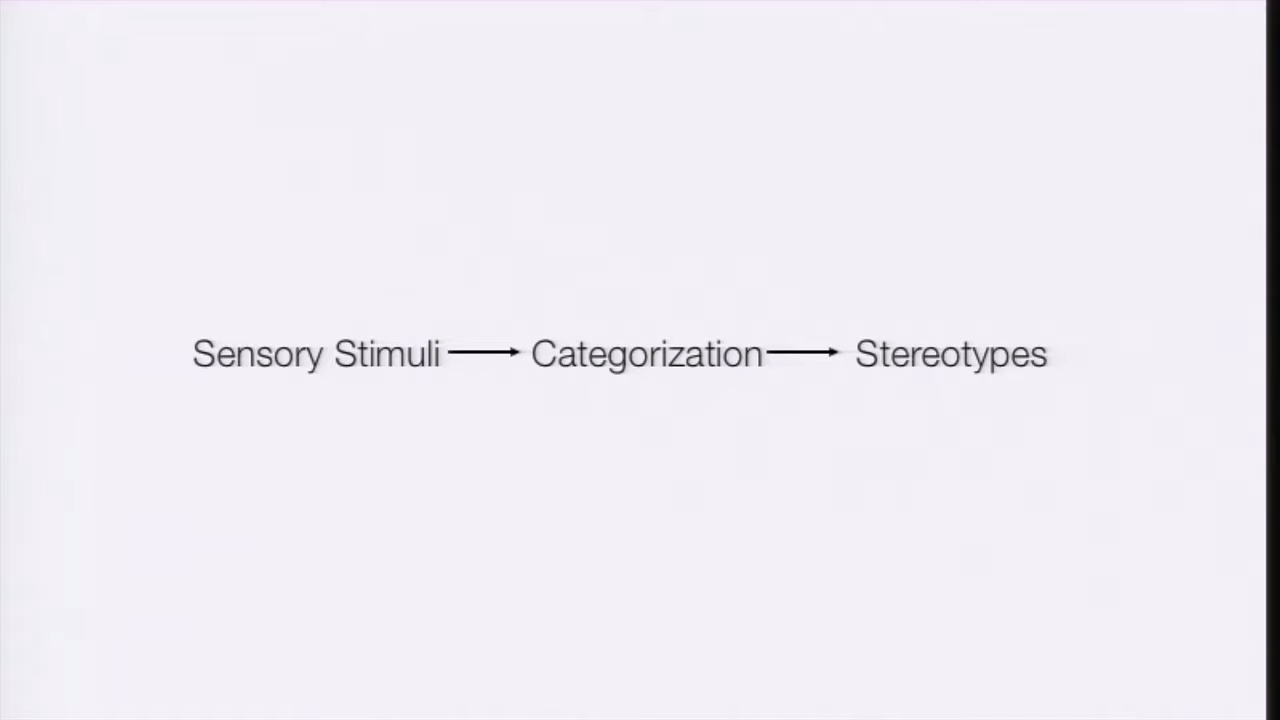 Sensory Stimuli → Categorization → Stereotypes